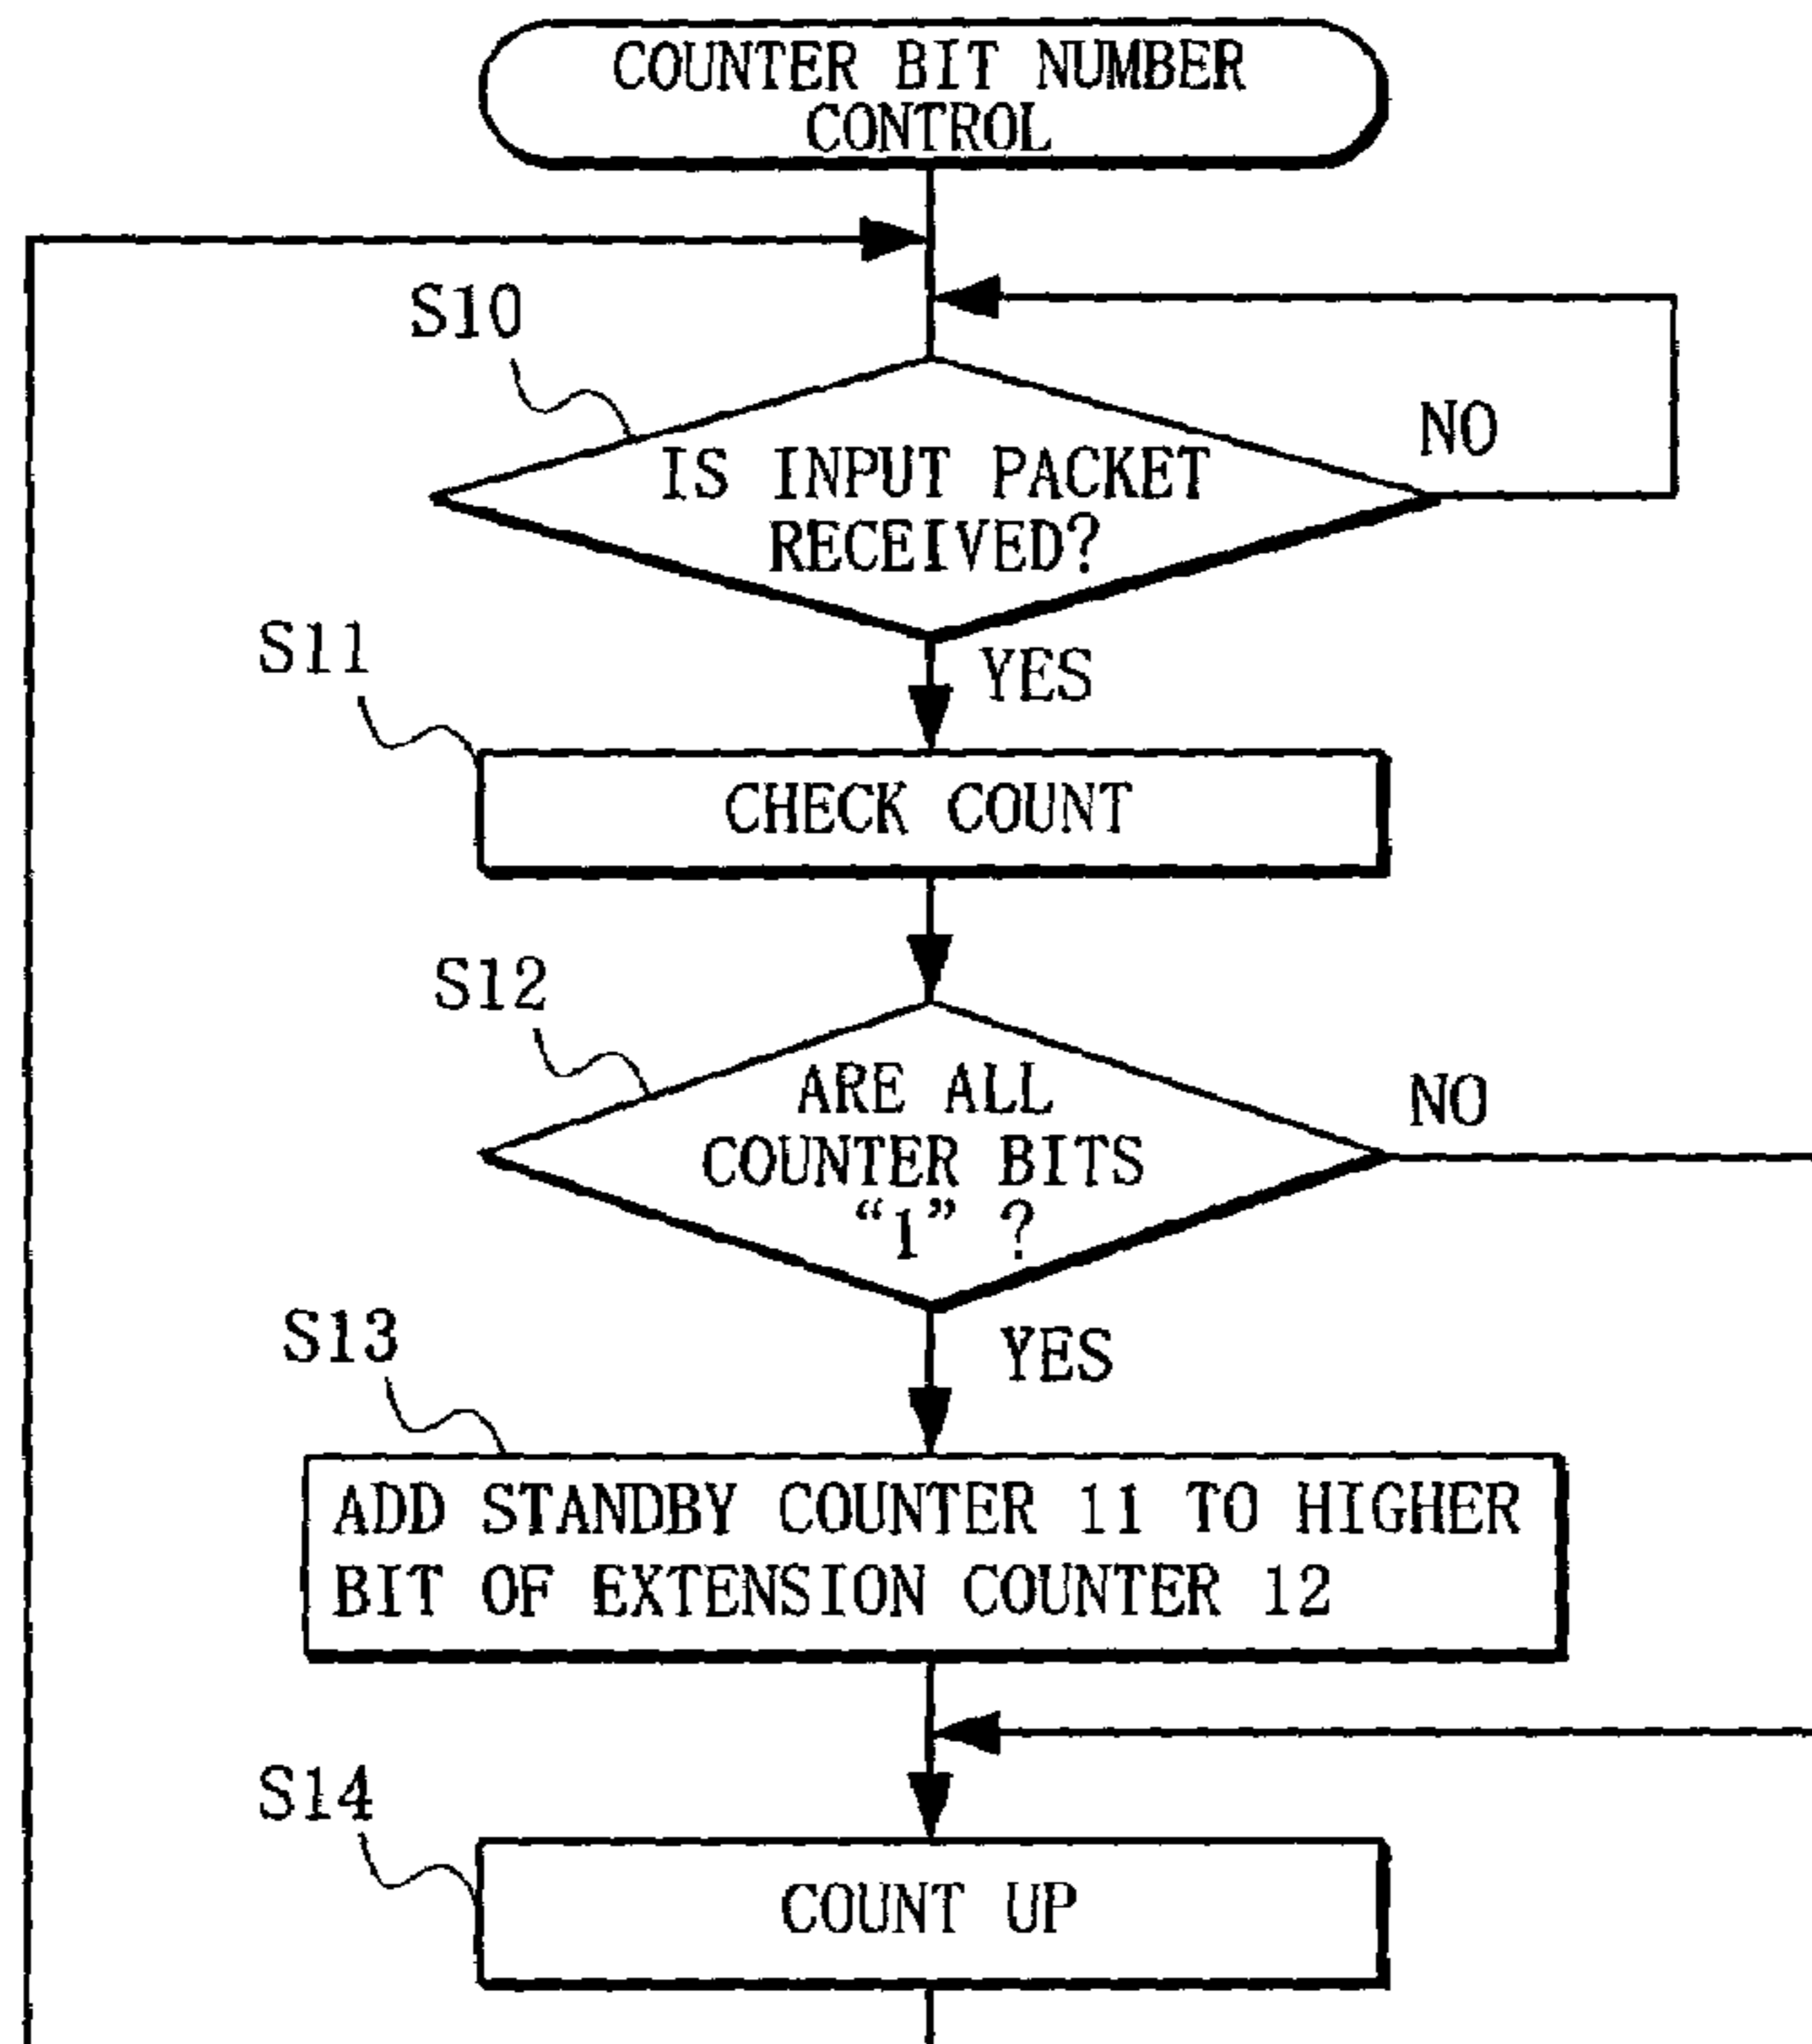 COUNTER BIT NUMBER
CONTROL
S10
NO
IS INPUT PACKET
RECEIVED?
S11
YES
CHECK COUNT
S12
ARE ALL
NO
COUNTER BITS
“1” ?
S13
YES
ADD STANDBY COUNTER 11 TO HIGHER
BIT OF EXTENSION COUNTER 12
S14
COUNT UP